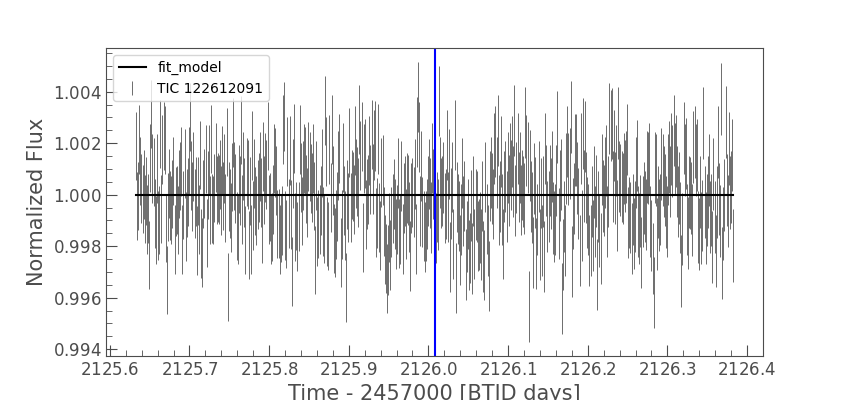 fit_model
TIC 122612091
Normalized Flux
1.004
1.002
1.000
0.998
0.996
0.994
2125.6 2125.7 2125.8 2125.9 2126.0 2126.1 2126.2 2126.3 2126.4
Time - 2457000 [BTJD days]